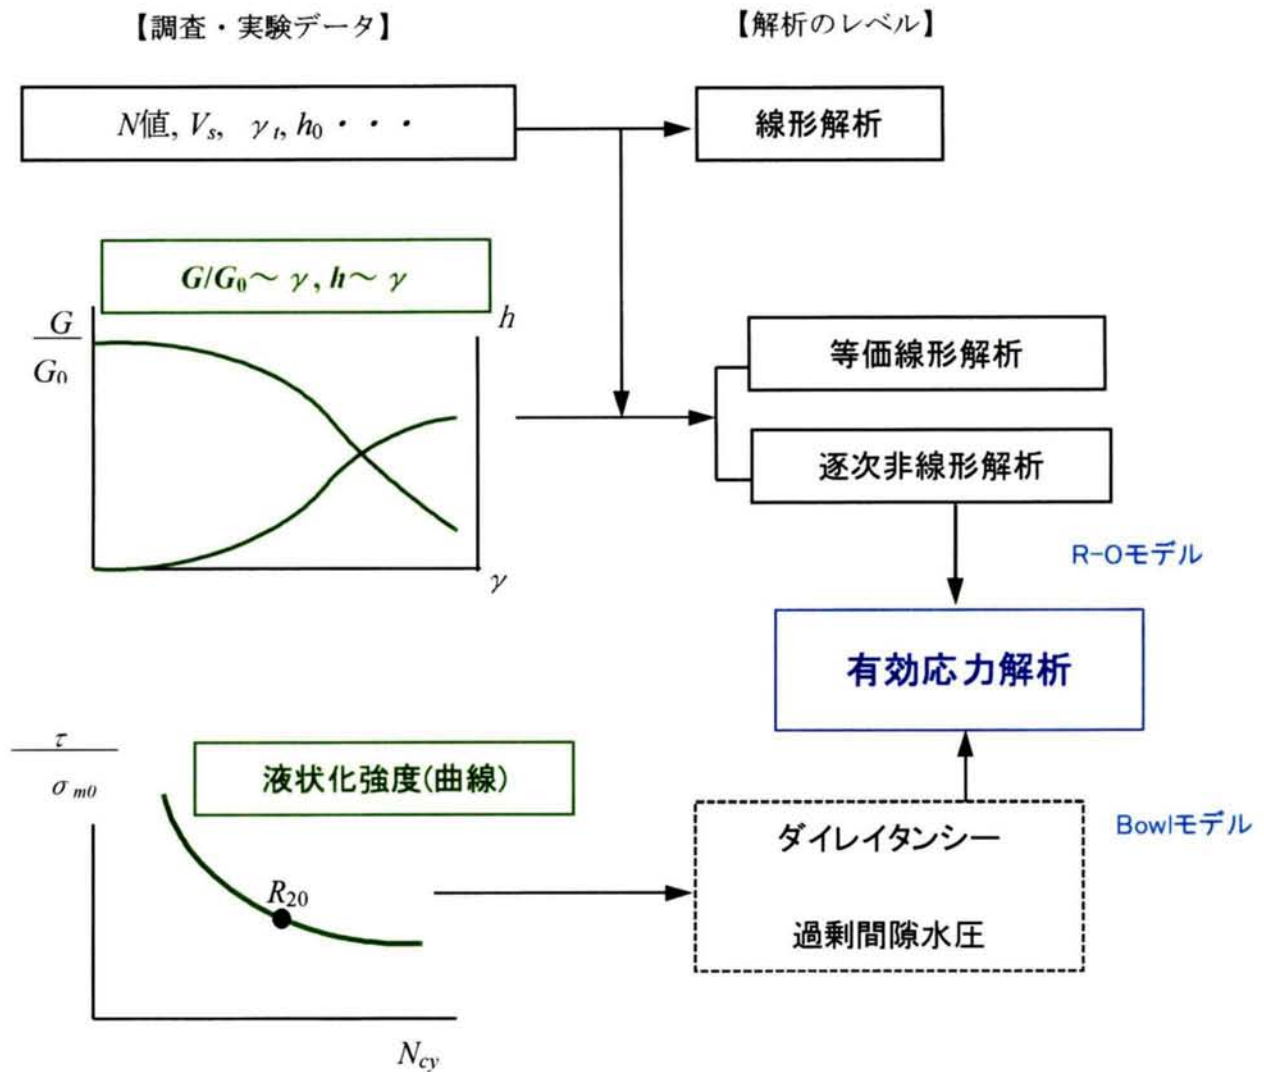 【調査・実験データ】
【解析のレベル】
N値, Vs, γt, h0・・・
線形解析
G/G0～γ, h～γ
G
G0
h
γ
等価線形解析
逐次非線形解析
R-Oモデル
有効応力解析
τ
σm0
液状化強度(曲線)
R20
Ncy
ダイレイタンシー
過剰間隙水圧
Bowlモデル